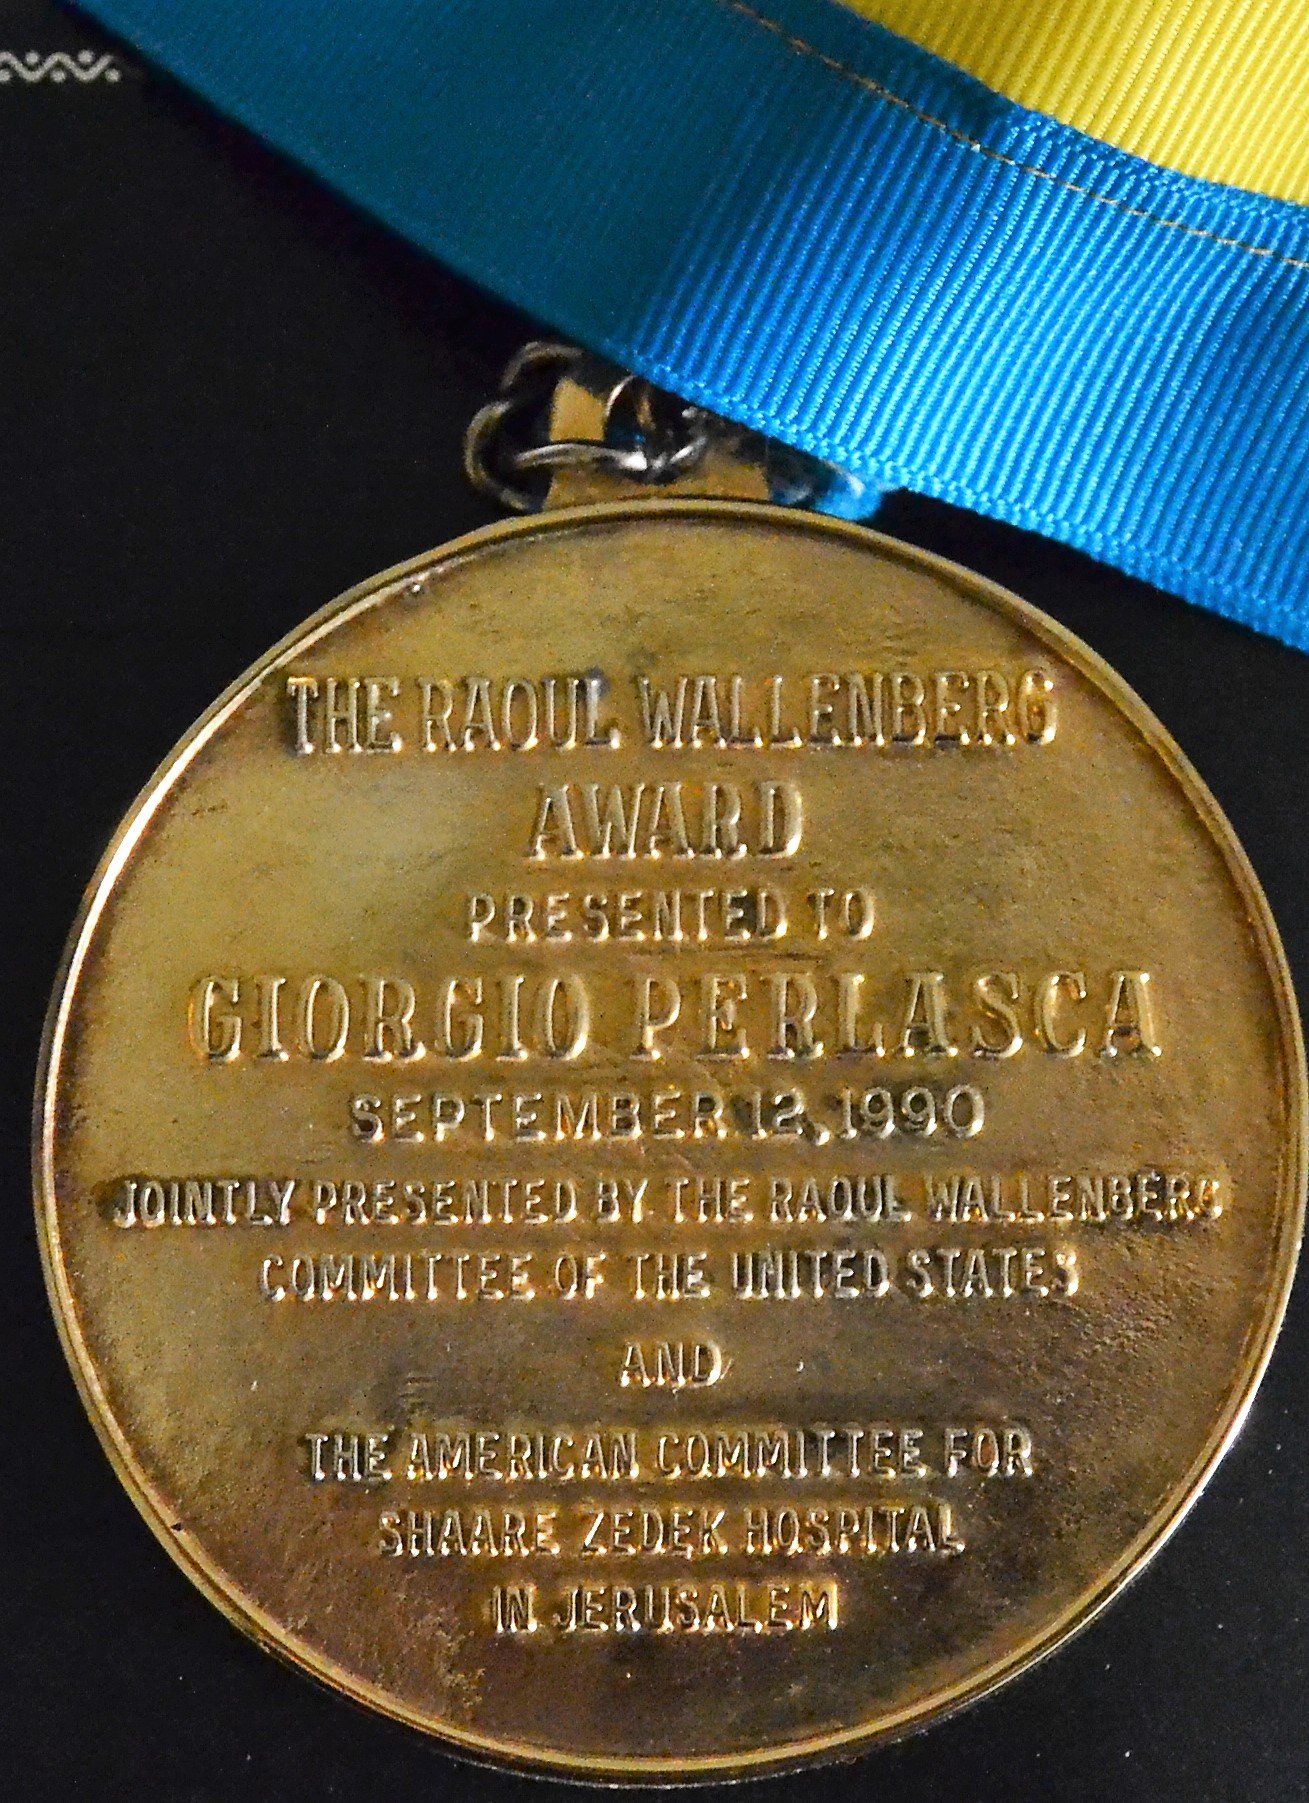 THE RAOUL WALLENBERG
AWARD
PRESENTED TO
GIORGIO PERLASCA
SEPTEMBER 12, 1990
JOINTLY PRESENTED BY THE RAOUL WALLENBERG
COMMITTEE OF THE UNITED STATES
AND
THE AMERICAN COMMITTEE FOR
SHAARE ZEDEK HOSPITAL
IN JERUSALEM